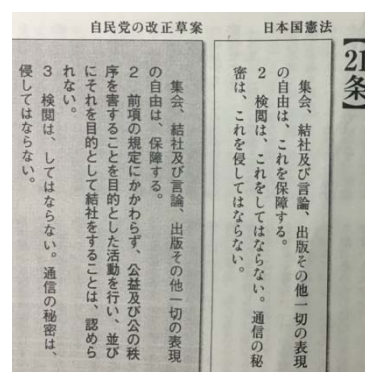 【21条】
日本国憲法
集会、結社及び言論、出版その他一切の表現
の自由は、これを保障する。
2 検閲は、これをしてはならない。通信の秘
密は、これを侵してはならない。
自民党の改正草案
集会、結社及び言論、出版その他一切の表現
の自由は、保障する。
2 前項の規定にかかわらず、公益及び公の秩
序を害することを目的とした活動を行い、並び
にそれを目的として結社をすることは、認めら
れない。
3 検閲は、してはならない。通信の秘密は、
侵してはならない。